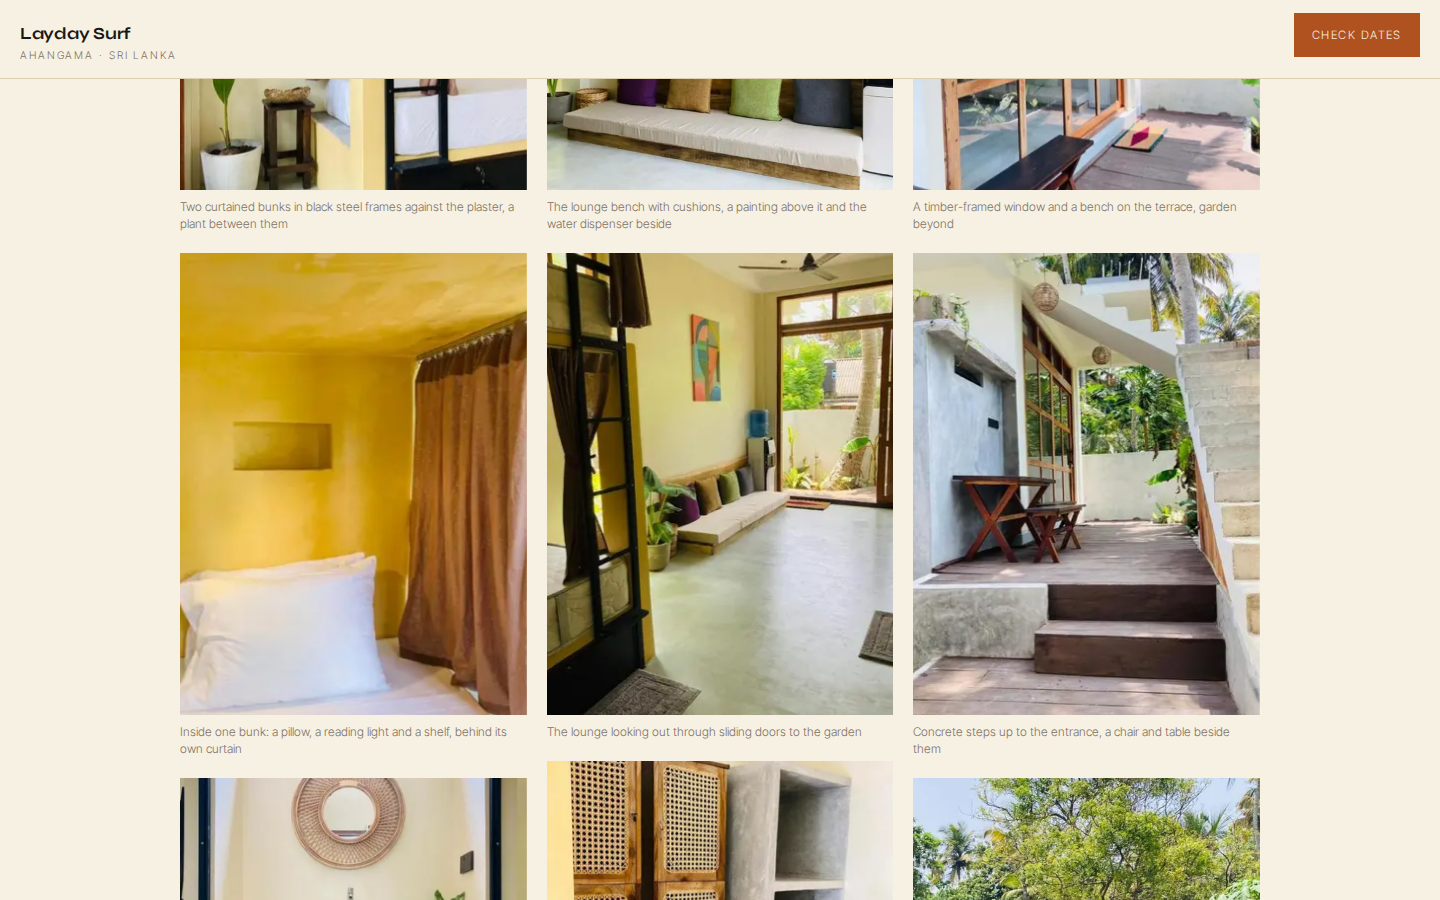 Layday Surf
AHANGAMA · SRI LANKA
CHECK DATES
Two curtained bunks in black steel frames against the plaster, a
plant between them
The lounge bench with cushions, a painting above it and the
water dispenser beside
A timber-framed window and a bench on the terrace, garden
beyond
Inside one bunk: a pillow, a reading light and a shelf, behind its
own curtain
The lounge looking out through sliding doors to the garden
Concrete steps up to the entrance, a chair and table beside
them